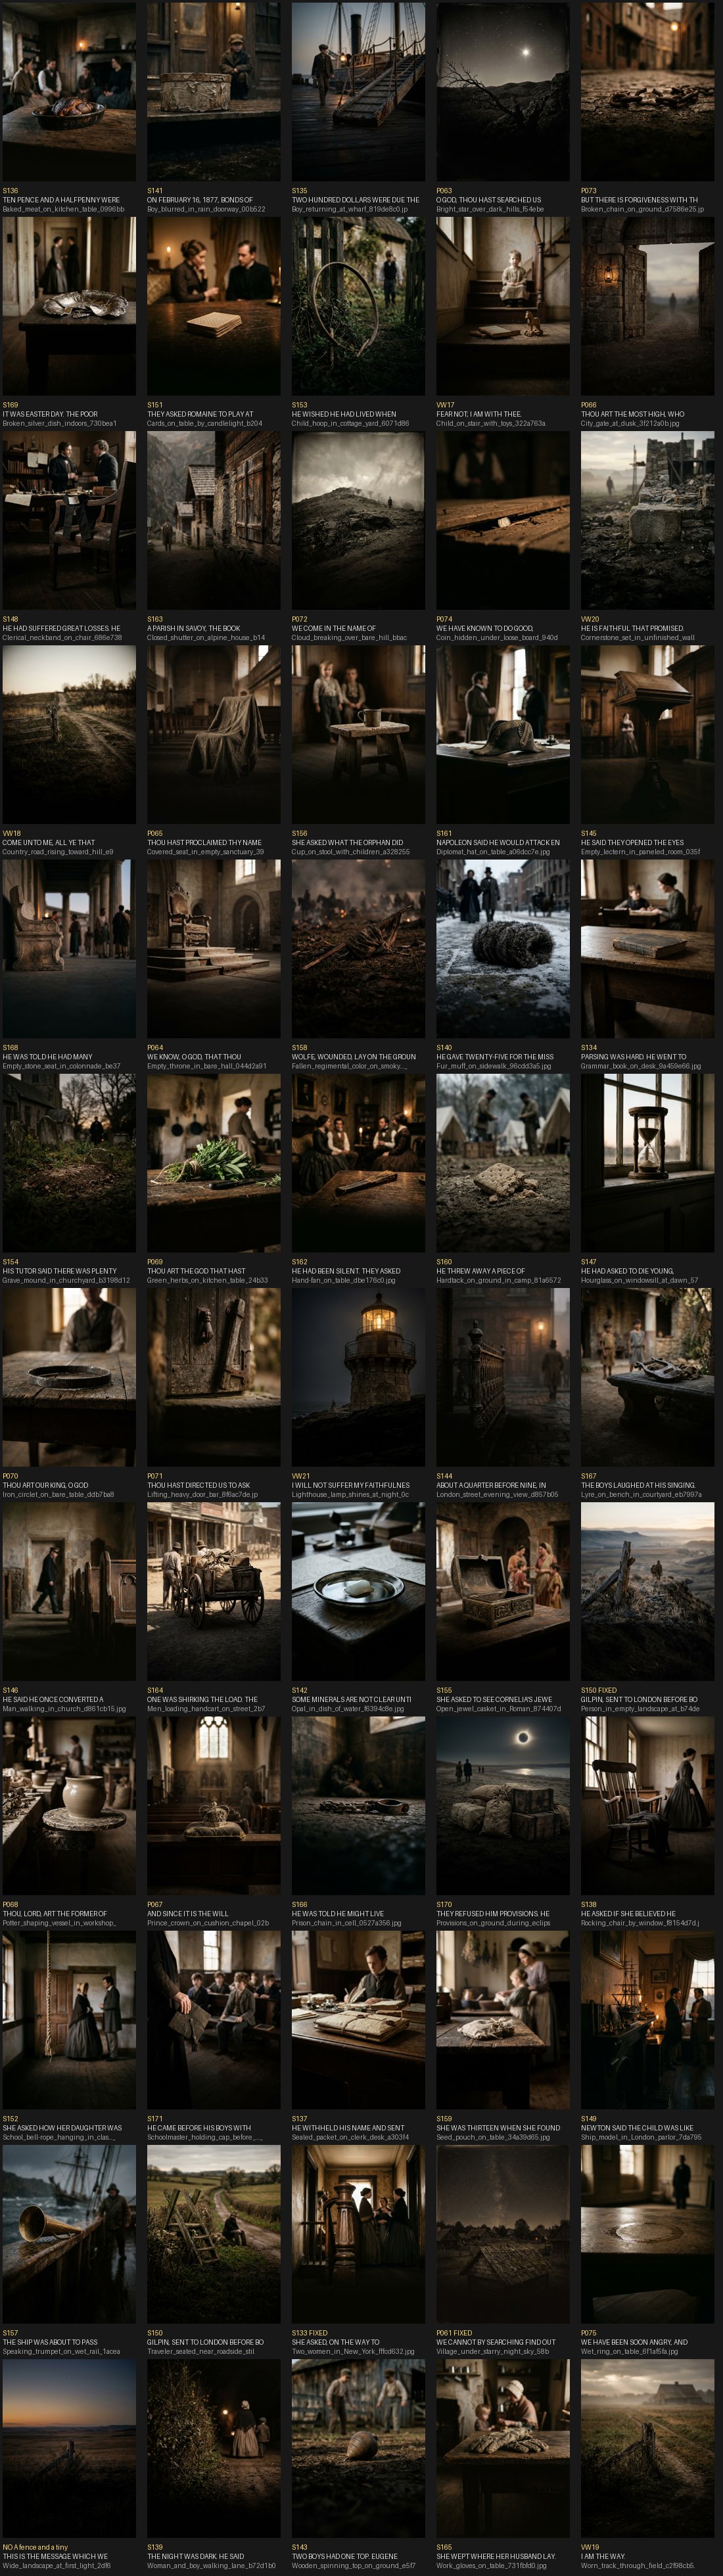 S136
TEN PENCE AND A HALFPENNY WERE
Baked_meat_on_kitchen_table_0996bb
S141
ON FEBRUARY 16, 1877, BONDS OF
Boy_blurred_in_rain_doorway_00b522
S135
TWO HUNDRED DOLLARS WERE DUE THE
Boy_returning_at_wharf_819de8c0.jp
P063
O GOD, THOU HAST SEARCHED US
Bright_star_over_dark_hills_f54ebe
P073
BUT THERE IS FORGIVENESS WITH TH
Broken_chain_on_ground_d7586e25.jp
S169
IT WAS EASTER DAY. THE POOR
Broken_silver_dish_indoors_730bea1
S151
THEY ASKED ROMAINE TO PLAY AT
Cards_on_table_by_candlelight_b204
S153
HE WISHED HE HAD LIVED WHEN
Child_hoop_in_cottage_yard_6071d86
VW17
FEAR NOT; I AM WITH THEE.
Child_on_stair_with_toys_322a763a
P066
THOU ART THE MOST HIGH, WHO
City_gate_at_dusk_3f212a0b.jpg
S148
HE HAD SUFFERED GREAT LOSSES. HE
Clerical_neckband_on_chair_686e738
S163
A PARISH IN SAVOY, THE BOOK
Closed_shutter_on_alpine_house_b14
P072
WE COME IN THE NAME OF
Cloud_breaking_over_bare_hill_bbac
P074
WE HAVE KNOWN TO DO GOOD,
Coin_hidden_under_loose_board_940d
VW20
HE IS FAITHFUL THAT PROMISED.
Cornerstone_set_in_unfinished_wall
VW18
COME UNTO ME, ALL YE THAT
Country_road_rising_toward_hill_e9
P065
THOU HAST PROCLAIMED THY NAME
Covered_seat_in_empty_sanctuary_39
S156
SHE ASKED WHAT THE ORPHAN DID
Cup_on_stool_with_children_a328255
S161
NAPOLEON SAID HE WOULD ATTACK EN
Diplomat_hat_on_table_a06dcc7e.jpg
S145
HE SAID THEY OPENED THE EYES
Empty_lectern_in_paneled_room_035f
S168
HE WAS TOLD HE HAD MANY
Empty_stone_seat_in_colonnade_be37
P064
WE KNOW, O GOD, THAT THOU
Empty_throne_in_bare_hall_044d2a91
S158
WOLFE, WOUNDED, LAY ON THE GROUN
Fallen_regimental_color_on_smoky..._
S140
HE GAVE TWENTY-FIVE FOR THE MISS
Fur_muff_on_sidewalk_96cdd3a5.jpg
S134
PARSING WAS HARD. HE WENT TO
Grammar_book_on_desk_9a459e66.jpg
S154
HIS TUTOR SAID THERE WAS PLENTY
Grave_mound_in_churchyard_b3198d12
P069
THOU ART THE GOD THAT HAST
Green_herbs_on_kitchen_table_24b33
S162
HE HAD BEEN SILENT. THEY ASKED
Hand-fan_on_table_dbe176c0.jpg
S160
HE THREW AWAY A PIECE OF
Hardtack_on_ground_in_camp_81a6572
S147
HE HAD ASKED TO DIE YOUNG,
Hourglass_on_windowsill_at_dawn_57
P070
THOU ART OUR KING, O GOD
Iron_circlet_on_bare_table_ddb7ba8
P071
THOU HAST DIRECTED US TO ASK
Lifting_heavy_door_bar_8f6ac7de.jp
VW21
I WILL NOT SUFFER MY FAITHFULNES
Lighthouse_lamp_shines_at_night_0c
S144
ABOUT A QUARTER BEFORE NINE, IN
London_street_evening_view_d857b05
S167
THE BOYS LAUGHED AT HIS SINGING.
Lyre_on_bench_in_courtyard_eb7997a
S146
HE SAID HE ONCE CONVERTED A
Man_walking_in_church_d861cb15.jpg
S164
ONE WAS SHIRKING THE LOAD. THE
Men_loading_handcart_on_street_2b7
S142
SOME MINERALS ARE NOT CLEAR UNTI
Opal_in_dish_of_water_f6394c8e.jpg
S155
SHE ASKED TO SEE CORNELIA'S JEWE
Open_jewel_casket_in_Roman_874407d
S150 FIXED
GILPIN, SENT TO LONDON BEFORE BO
Person_in_empty_landscape_at_b74de
P068
THOU, LORD, ART THE FORMER OF
Potter_shaping_vessel_in_workshop_
P067
AND SINCE IT IS THE WILL
Prince_crown_on_cushion_chapel_02b
S166
HE WAS TOLD HE MIGHT LIVE
Prison_chain_in_cell_0527a356.jpg
S170
THEY REFUSED HIM PROVISIONS. HE
Provisions_on_ground_during_eclips
S138
HE ASKED IF SHE BELIEVED HE
Rocking_chair_by_window_f8154d7d.j
S152
SHE ASKED HOW HER DAUGHTER WAS
School_bell-rope_hanging_in_clas..._
S171
HE CAME BEFORE HIS BOYS WITH
Schoolmaster_holding_cap_before_..._
S137
HE WITHHELD HIS NAME AND SENT
Sealed_packet_on_clerk_desk_a303f4
S159
SHE WAS THIRTEEN WHEN SHE FOUND
Seed_pouch_on_table_34a39d65.jpg
S149
NEWTON SAID THE CHILD WAS LIKE
Ship_model_in_London_parlor_7da795
S157
THE SHIP WAS ABOUT TO PASS
Speaking_trumpet_on_wet_rail_1acea
S150
GILPIN, SENT TO LONDON BEFORE BO
Traveler_seated_near_roadside_stil
S133 FIXED
SHE ASKED, ON THE WAY TO
Two_women_in_New_York_fffcd632.jpg
P061 FIXED
WE CANNOT BY SEARCHING FIND OUT
Village_under_starry_night_sky_58b
P075
WE HAVE BEEN SOON ANGRY, AND
Wet_ring_on_table_6f1af5fa.jpg
NO A fence and a tiny
THIS IS THE MESSAGE WHICH WE
Wide_landscape_at_first_light_2df6
S139
THE NIGHT WAS DARK. HE SAID
Woman_and_boy_walking_lane_b72d1b0
S143
TWO BOYS HAD ONE TOP. EUGENE
Wooden_spinning_top_on_ground_e5f7
S165
SHE WEPT WHERE HER HUSBAND LAY.
Work_gloves_on_table_731fbfd0.jpg
VW19
I AM THE WAY.
Worn_track_through_field_c2f98cb5.